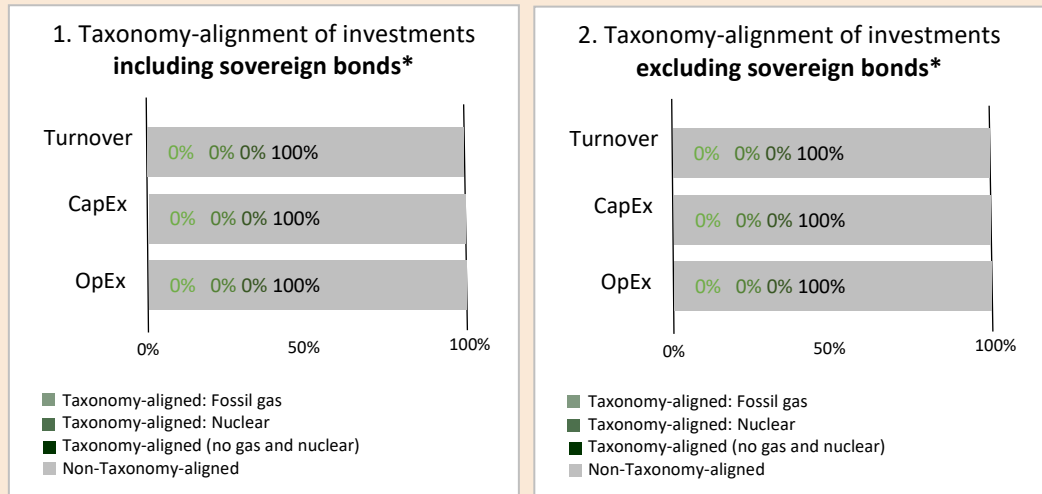 1. Taxonomy-alignment of investments
including sovereign bonds*
Turnover
0% 0% 0% 100%
CapEx
0% 0% 0% 100%
OpEx
0% 0% 0% 100%
0% 50% 100%
Taxonomy-aligned: Fossil gas
Taxonomy-aligned: Nuclear
Taxonomy-aligned (no gas and nuclear)
Non-Taxonomy-aligned
2. Taxonomy-alignment of investments
excluding sovereign bonds*
Turnover
0% 0% 0% 100%
CapEx
0% 0% 0% 100%
OpEx
0% 0% 0% 100%
0% 50% 100%
Taxonomy-aligned: Fossil gas
Taxonomy-aligned: Nuclear
Taxonomy-aligned (no gas and nuclear)
Non-Taxonomy-aligned